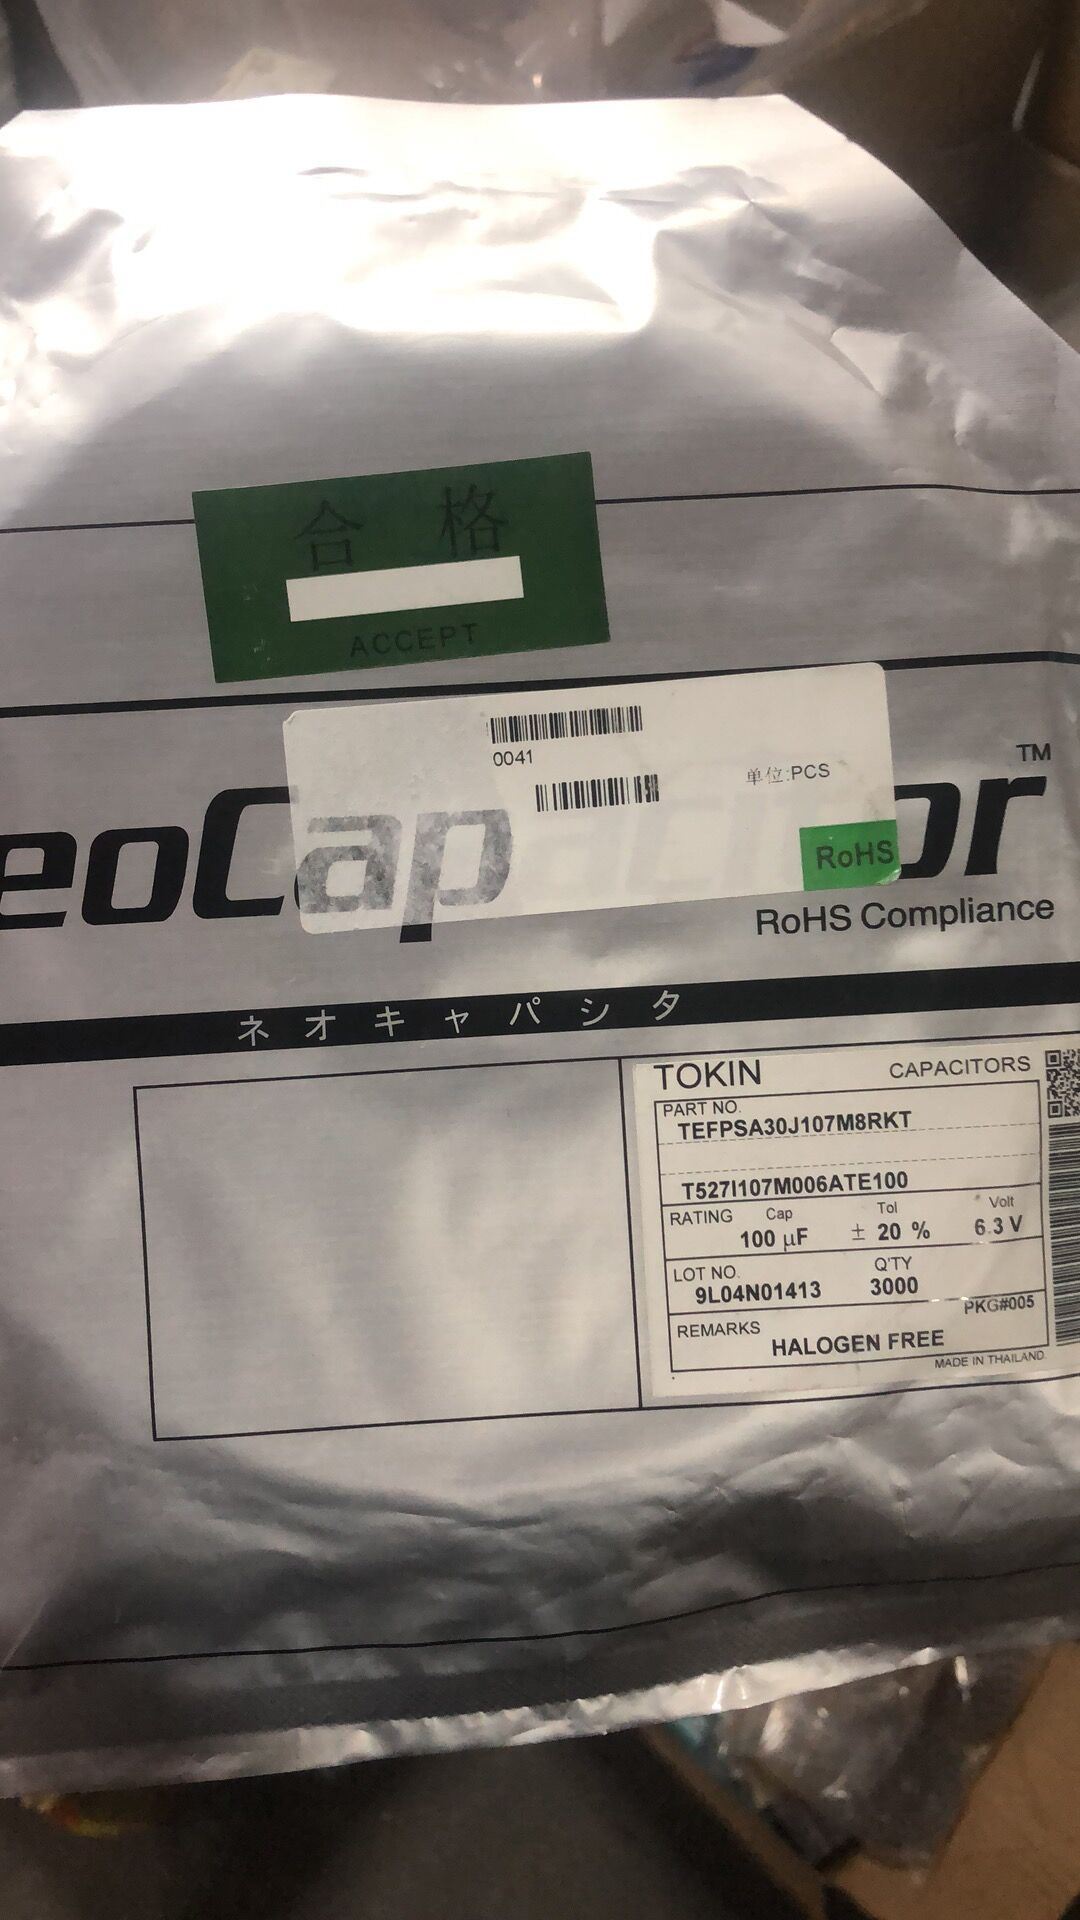 合 格
ACCEPT
0041
单位:PCS
RoHS
eoCap or™
RoHS Compliance
ネオキャパシタ
TOKIN CAPACITORS
PART NO.
TEFPSA30J107M8RKT
T527I107M006ATE100
RATING Cap Tol Volt
100 μF ± 20 % 6.3 V
LOT NO. Q'TY
9L04N01413 3000
PKG#005
REMARKS
HALOGEN FREE
MADE IN THAILAND